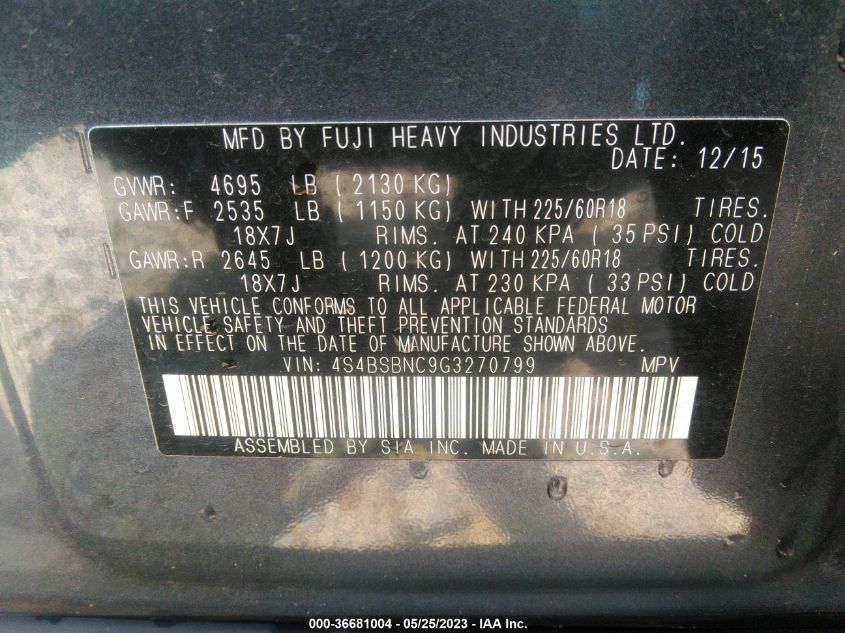 MFD BY FUJI HEAVY INDUSTRIES LTD.
DATE: 12/15
GVWR: 4695 LB ( 2130 KG)
GAWR:F 2535 LB ( 1150 KG) WITH 225/60R18 TIRES.
18X7J RIMS. AT 240 KPA ( 35 PSI) COLD
GAWR:R 2645 LB ( 1200 KG) WITH 225/60R18 TIRES.
18X7J RIMS. AT 230 KPA ( 33 PSI) COLD
THIS VEHICLE CONFORMS TO ALL APPLICABLE FEDERAL MOTOR
VEHICLE SAFETY AND THEFT PREVENTION STANDARDS
IN EFFECT ON THE DATE OF MANUFACTURE SHOWN ABOVE.
VIN: 4S4BSBNC9G3270799 MPV
ASSEMBLED BY SIA INC. MADE IN U.S.A.
000-36681004 - 05/25/2023 - IAA Inc.